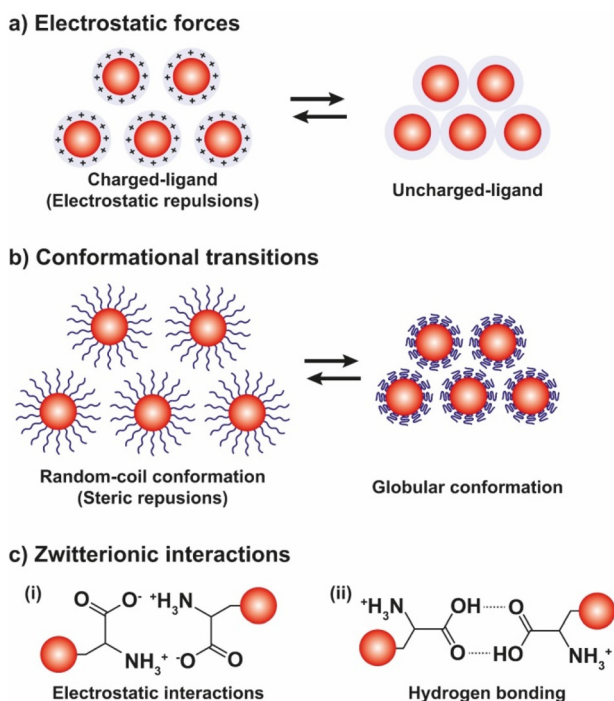 a) Electrostatic forces
Charged-ligand
(Electrostatic repulsions)
Uncharged-ligand
b) Conformational transitions
Random-coil conformation
(Steric repusions)
Globular conformation
c) Zwitterionic interactions
(i)
O
O⁻ ⁺H₃N
NH₃⁺ ⁻O
O
Electrostatic interactions
(ii)
⁺H₃N
OH
O
O
HO
NH₃⁺
Hydrogen bonding